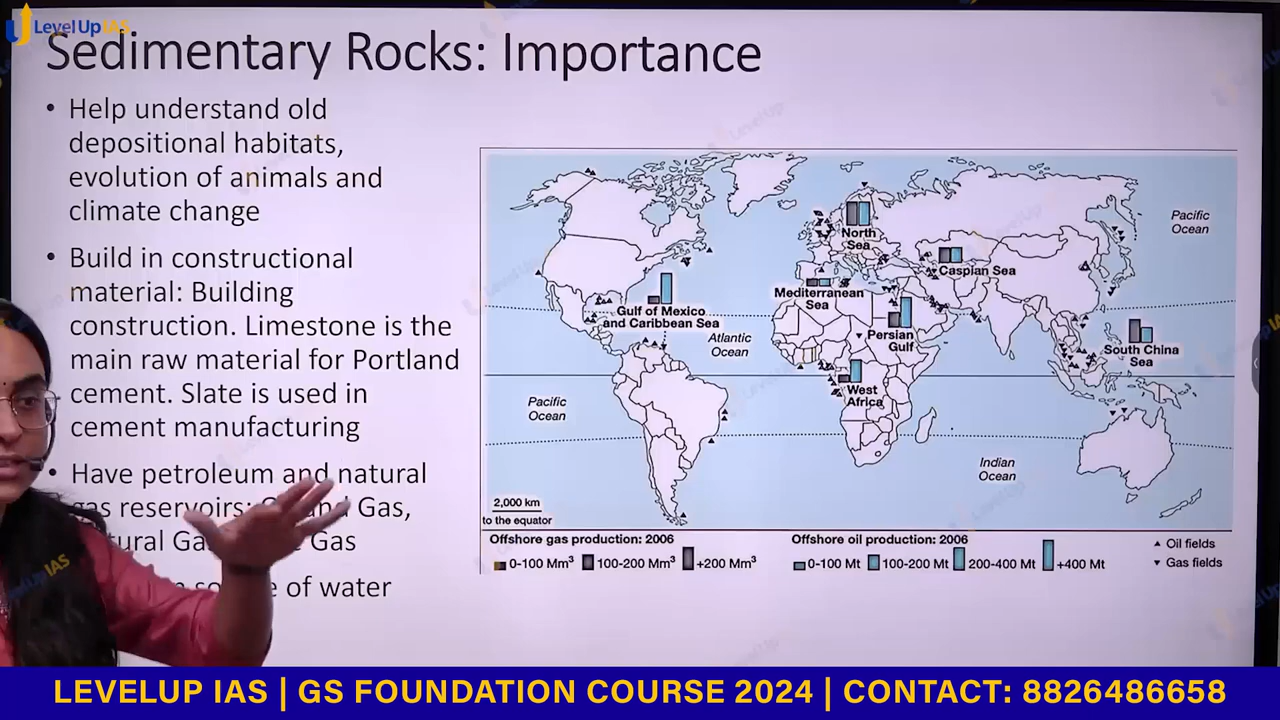 LevelUp IAS
Sedimentary Rocks: Importance
• Help understand old
depositional habitats,
evolution of animals and
climate change
• Build in constructional
material: Building
construction. Limestone is the
main raw material for Portland
cement. Slate is used in
cement manufacturing
• Have petroleum and natural
gas reservoirs: Gas,
Gas
of water
Pacific
Ocean
North
Sea
Caspian Sea
Mediterranean
Sea
Gulf of Mexico
and Caribbean Sea
Atlantic
Ocean
Persian
Gulf
South China
Sea
West
Africa
Pacific
Ocean
Indian
Ocean
2,000 km
to the equator
Offshore gas production: 2006
0-100 Mm³ 100-200 Mm³ +200 Mm³
Offshore oil production: 2006
0-100 Mt 100-200 Mt 200-400 Mt +400 Mt
Oil fields
Gas fields
LEVELUP IAS | GS FOUNDATION COURSE 2024 | CONTACT: 8826486658